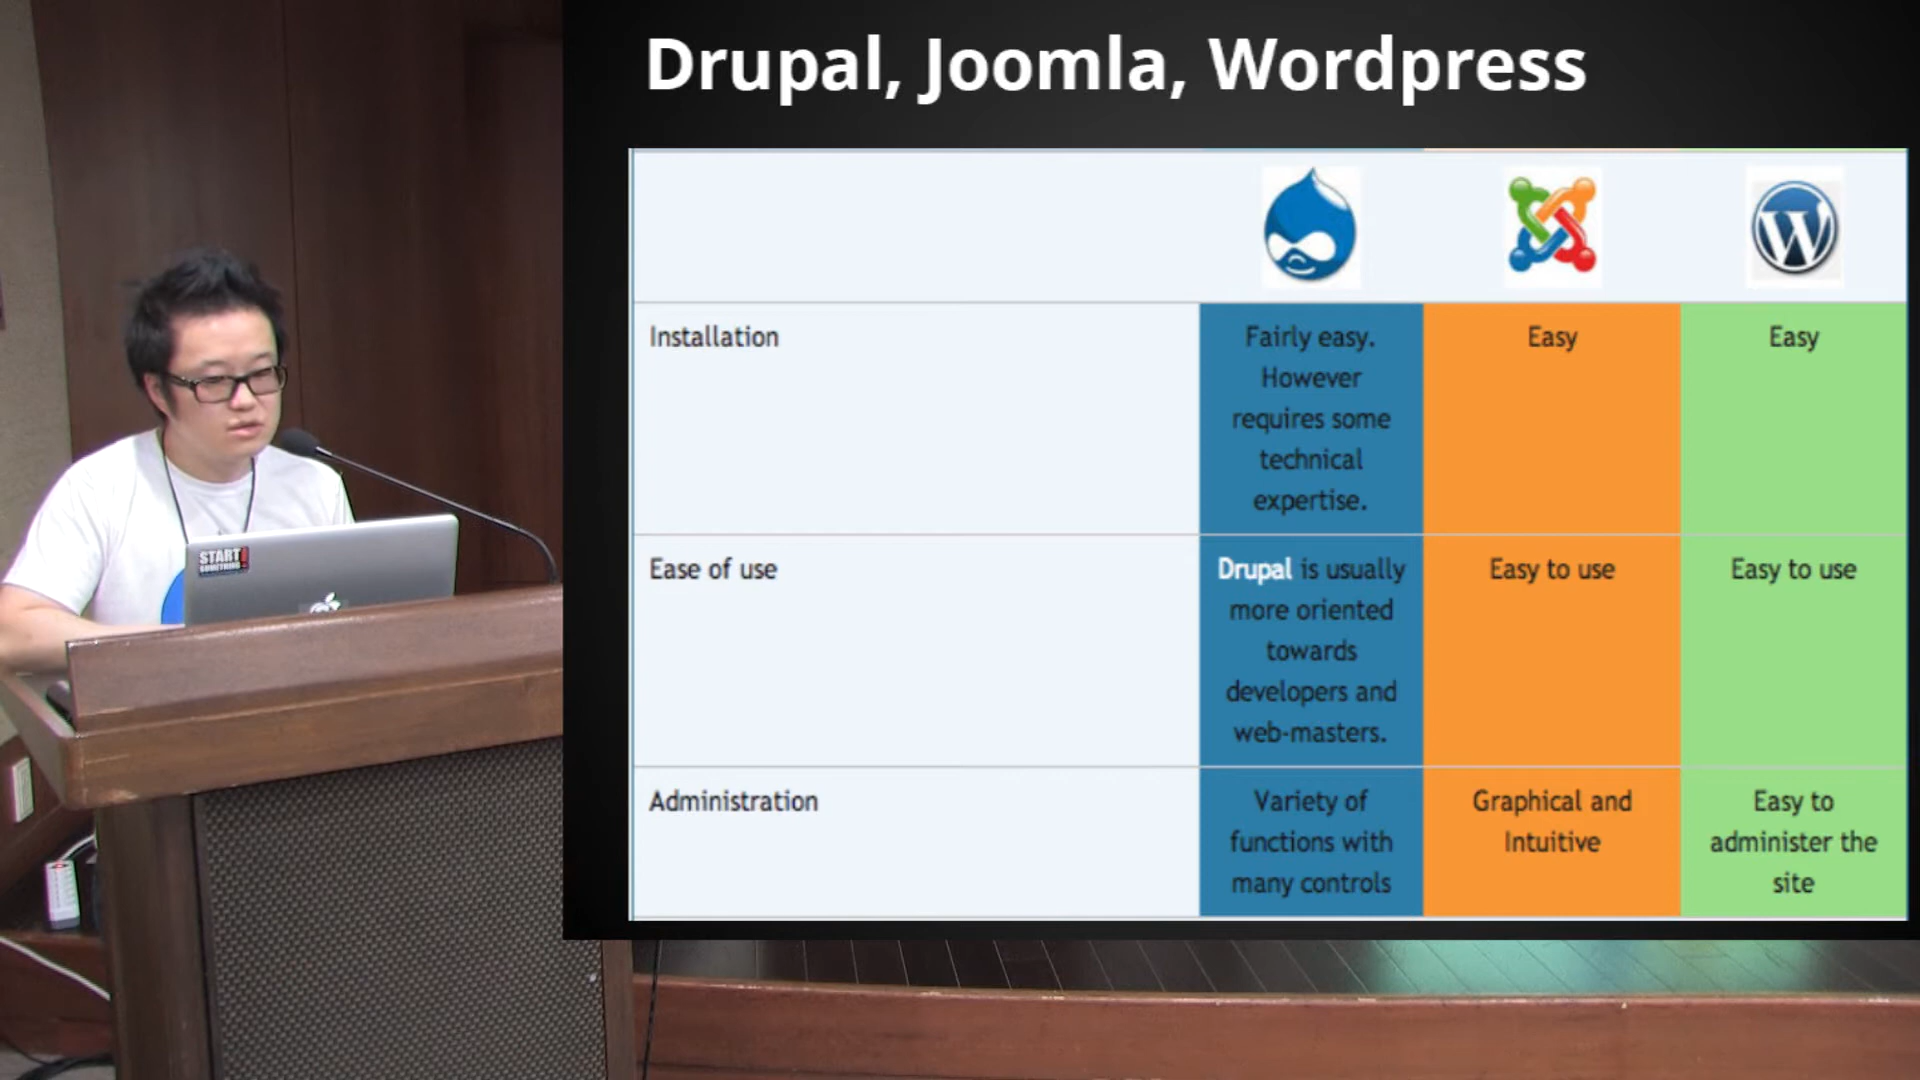 Drupal, Joomla, Wordpress
Installation
Fairly easy.
However
requires some
technical
expertise.
Easy
Easy
Ease of use
Drupal is usually
more oriented
towards
developers and
web-masters.
Easy to use
Easy to use
Administration
Variety of
functions with
many controls
Graphical and
Intuitive
Easy to
administer the
site
START!
SOMETHING